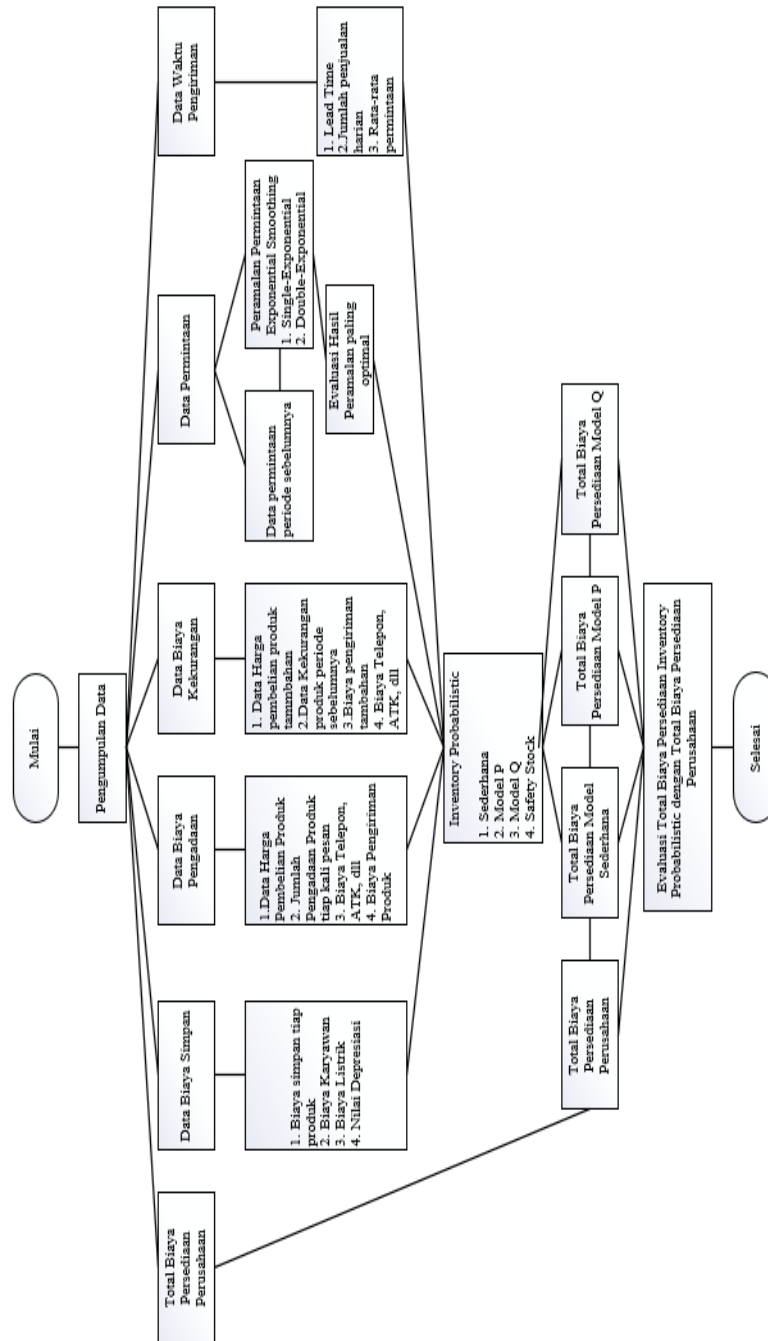 Mulai
Pengumpulan Data
Total Biaya
Persediaan
Perusahaan
Data Biaya Simpan
Data Biaya
Pengadaan
Data Biaya
Kekurangan
Data Permintaan
Data Waktu
Pengiriman
1. Biaya simpan tiap
produk
2. Biaya Karyawan
3. Biaya Listrik
4. Nilai Depresiasi
1.Data Harga
Pembelian Produk
2. Jumlah
Pengadaan Produk
tiap kali pesan
3. Biaya Telepon,
ATK, dll
4. Biaya Pengiriman
Produk
1. Data Harga
pembelian produk
tammbahan
2.Data Kekurangan
produk periode
sebelumnya
3.Biaya pengiriman
tambahan
4. Biaya Telepon,
ATK, dll
Data permintaan
periode sebelumnya
Peramalan Permintaan
Exponential Smoothing
1. Single-Exponential
2. Double-Exponential
Evaluasi Hasil
Peramalan paling
optimal
1. Lead Time
2.Jumlah penjualan
harian
3. Rata-rata
permintaan
Inventory Probabilistic
1. Sederhana
2. Model P
3. Model Q
4. Safety Stock
Total Biaya
Persediaan
Perusahaan
Total Biaya
Persediaan Model
Sederhana
Total Biaya
Persediaan Model P
Total Biaya
Persediaan Model Q
Evaluasi Total Biaya Persediaan Inventory
Probabilistic dengan Total Biaya Persediaan
Perusahaan
Selesai